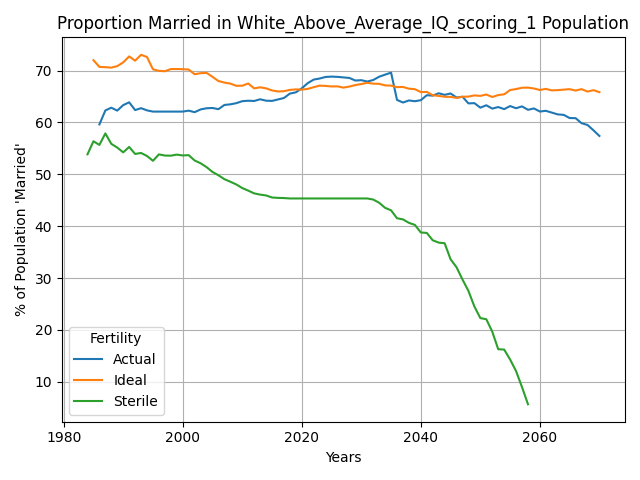 Proportion Married in White_Above_Average_IQ_scoring_1 Population
% of Population 'Married'
70
60
50
40
30
20
10
Fertility
Actual
Ideal
Sterile
1980
2000
2020
2040
2060
Years